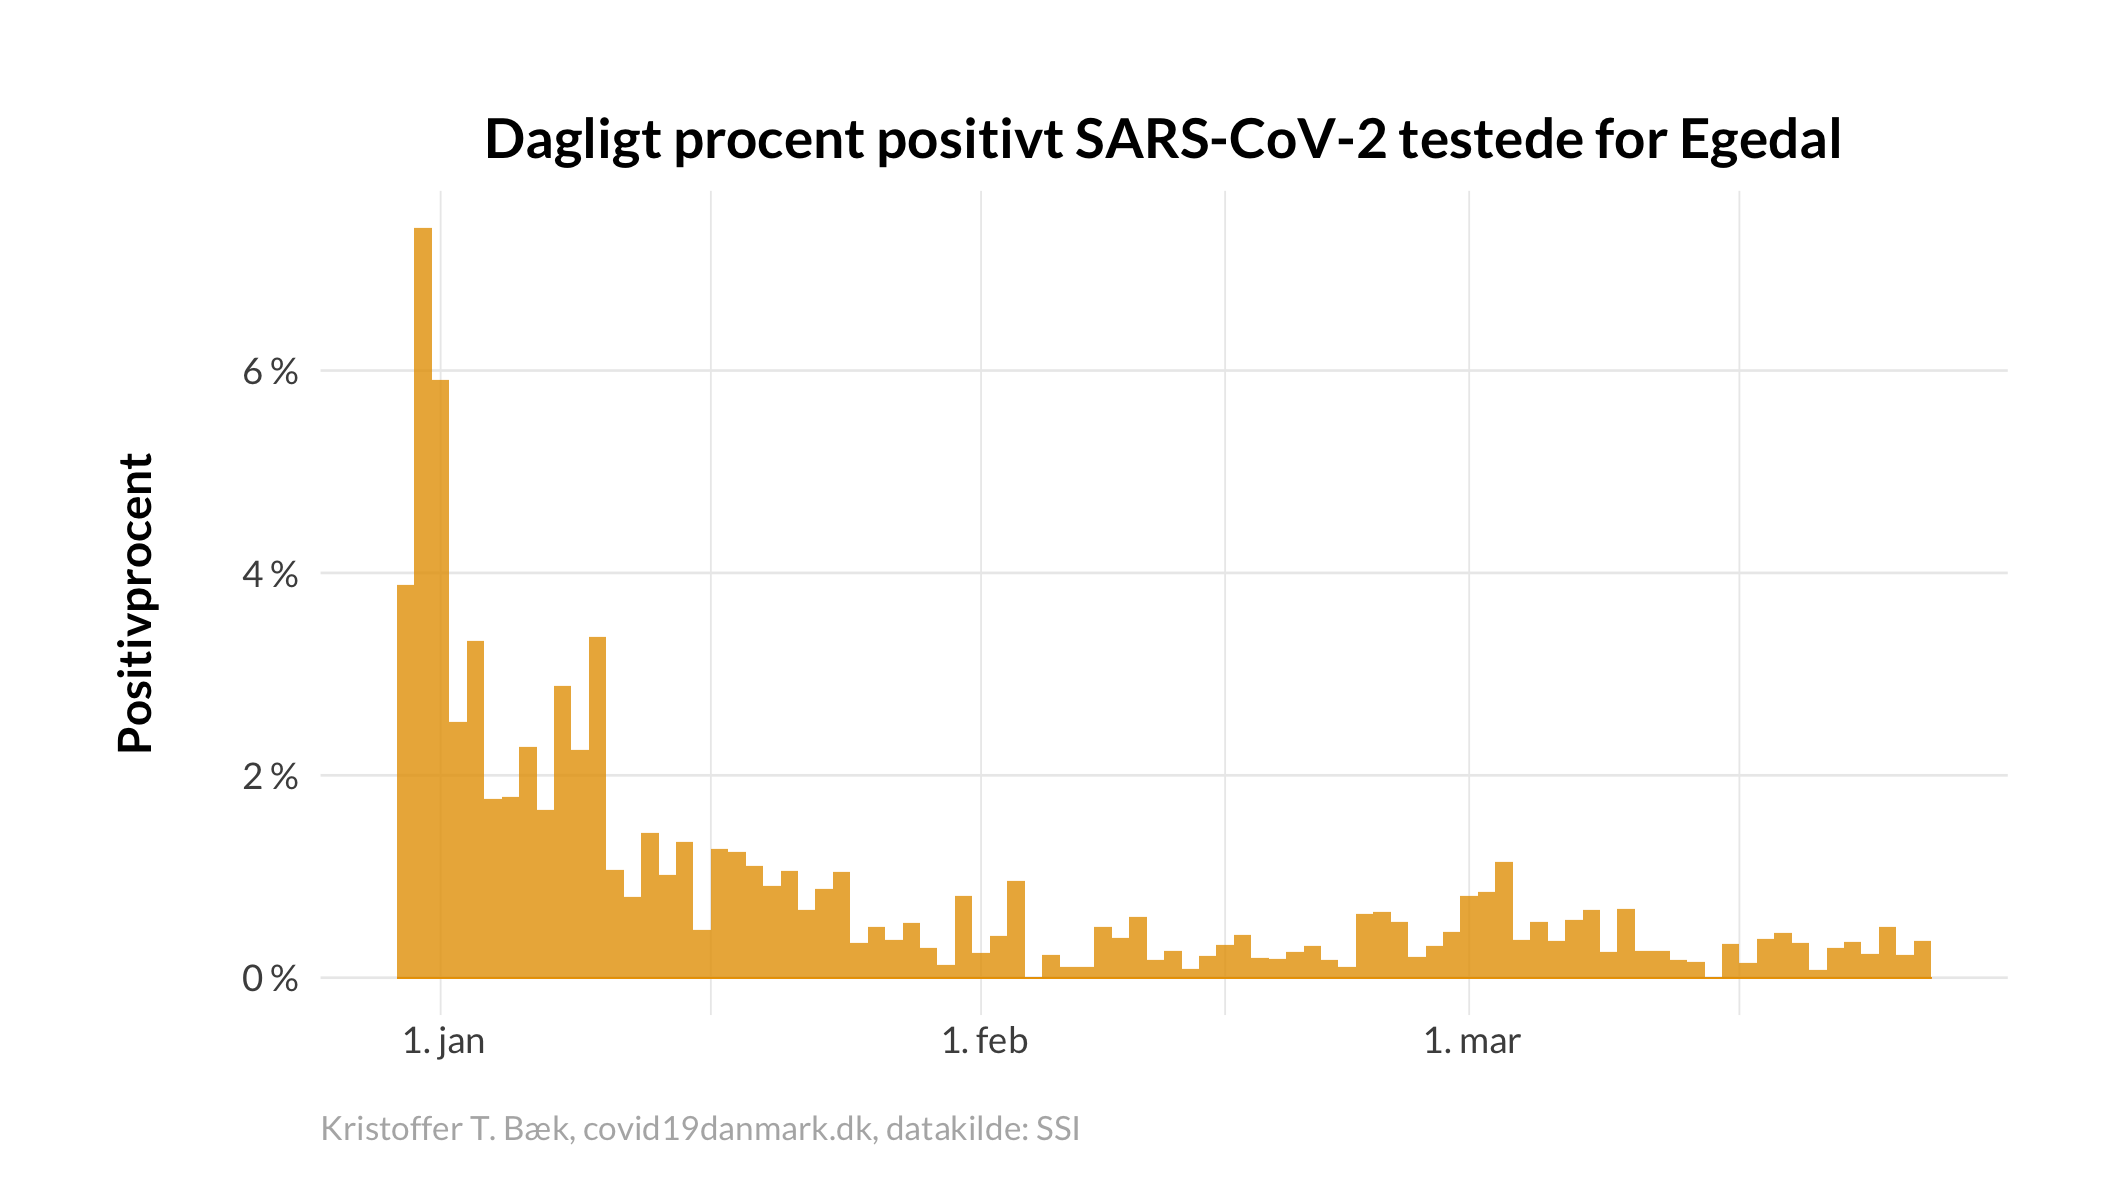 Dagligt procent positivt SARS-CoV-2 testede for Egedal
Positivprocent
6 %
4 %
2 %
0 %
1. jan
1. feb
1. mar
Kristoffer T. Bæk, covid19danmark.dk, datakilde: SSI